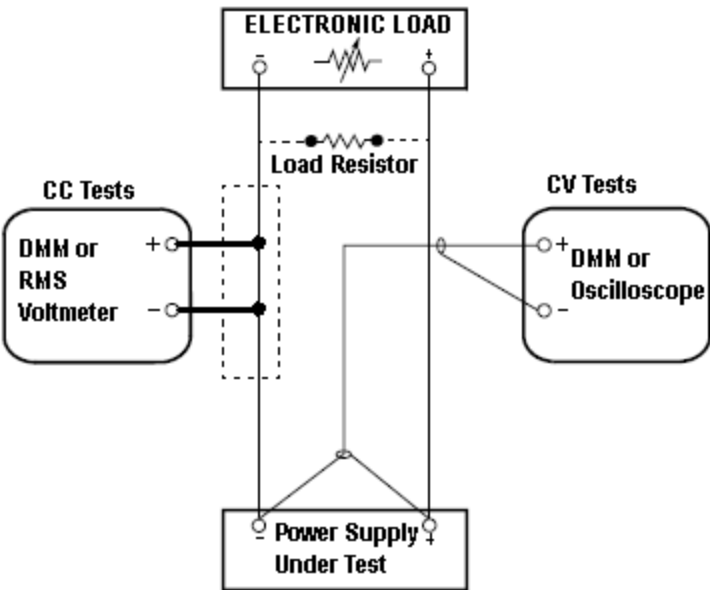 ELECTRONIC LOAD
- +
Load Resistor
CC Tests
CV Tests
DMM or
RMS
Voltmeter
+
-
+
-
DMM or
Oscilloscope
- Power Supply +
Under Test